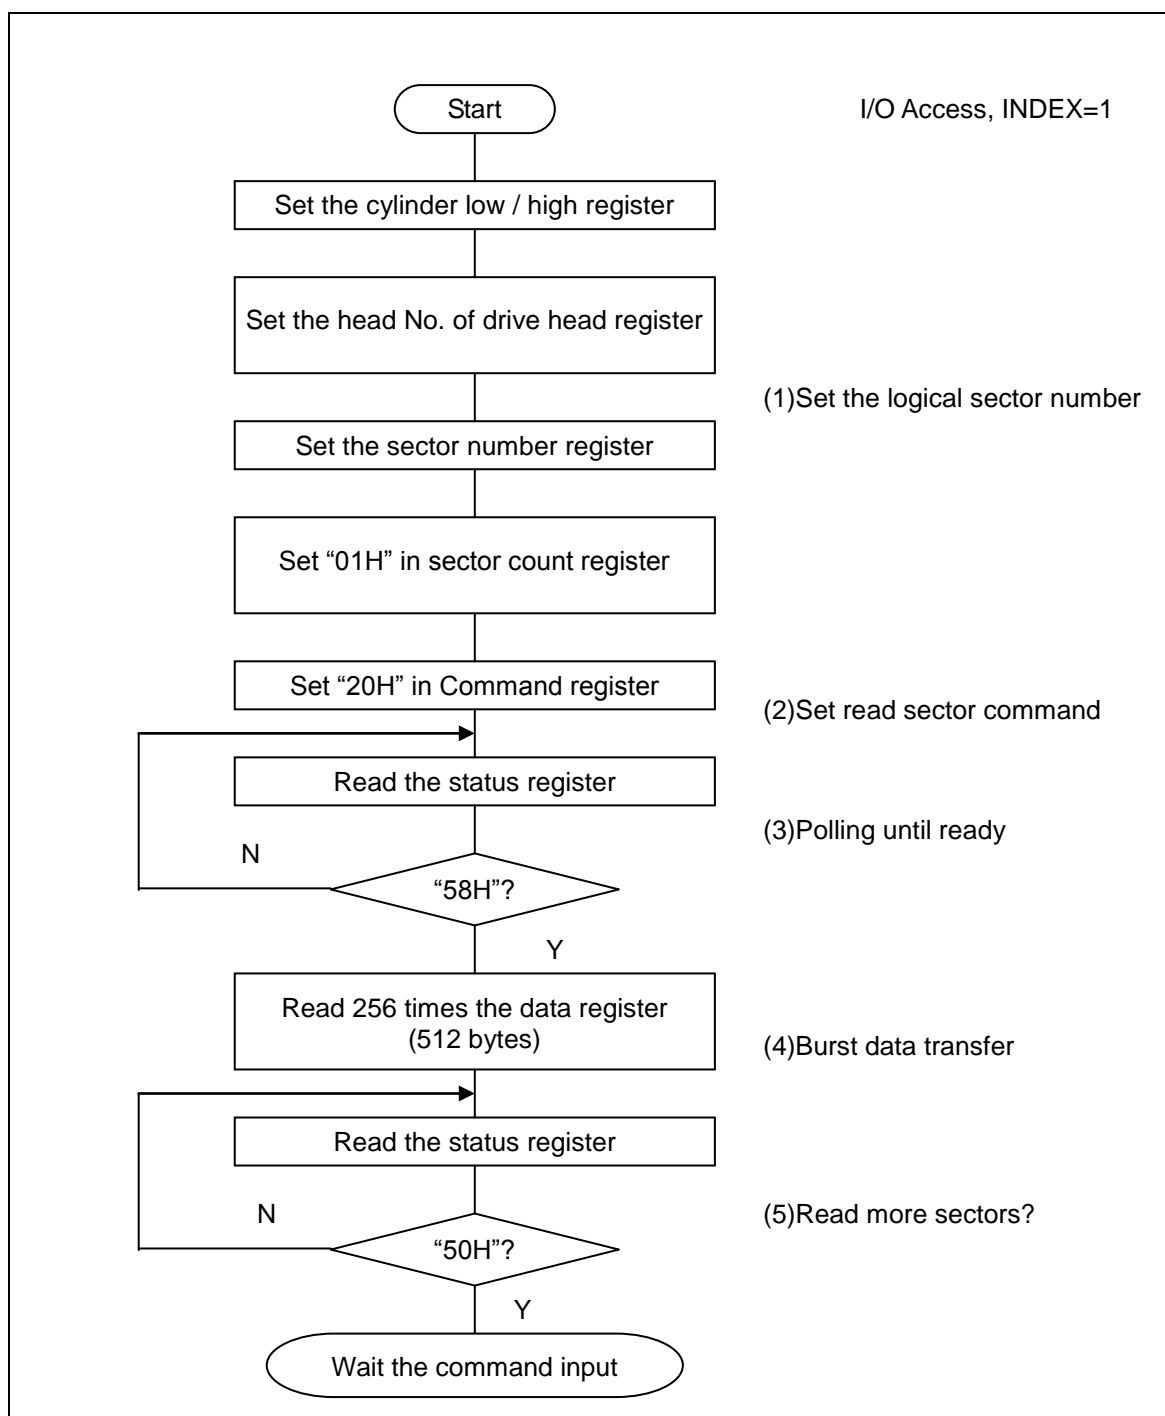 Start
I/O Access, INDEX=1
Set the cylinder low / high register
Set the head No. of drive head register
(1)Set the logical sector number
Set the sector number register
Set “01H” in sector count register
Set “20H” in Command register
(2)Set read sector command
Read the status register
(3)Polling until ready
N
“58H”?
Y
Read 256 times the data register
(512 bytes)
(4)Burst data transfer
Read the status register
N
(5)Read more sectors?
“50H”?
Y
Wait the command input